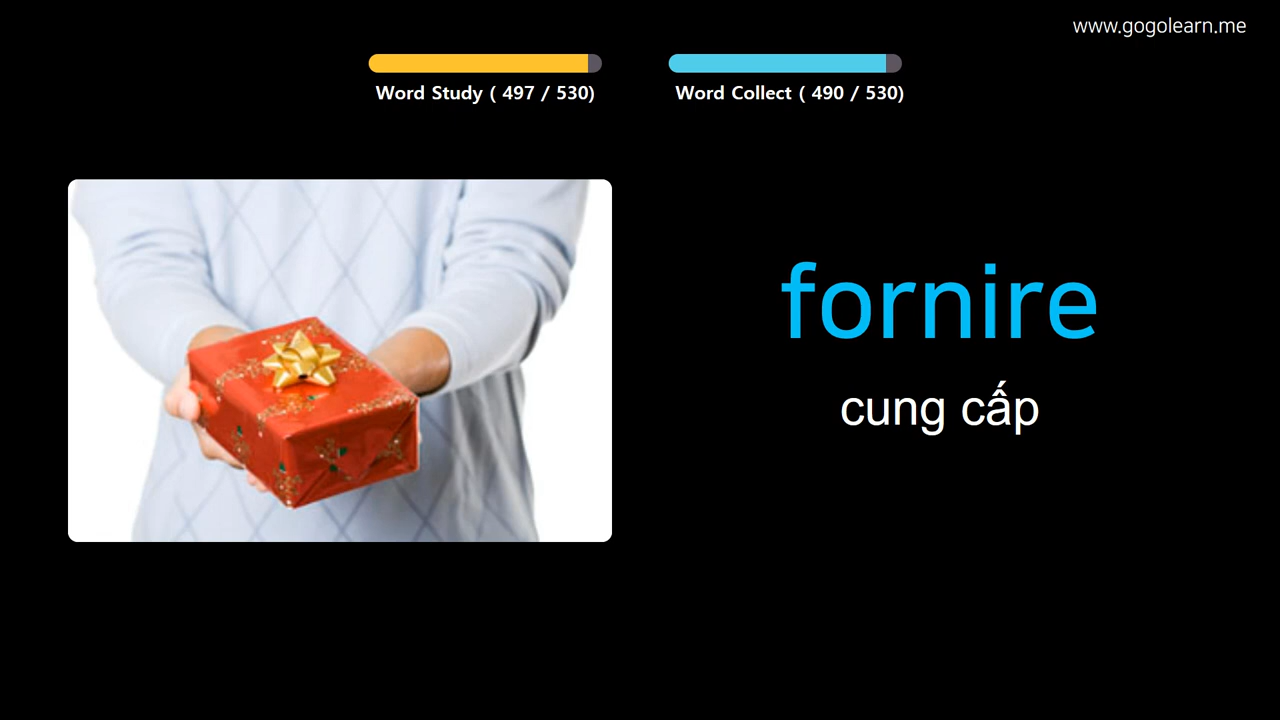 www.gogolearn.me
Word Study ( 497 / 530)
Word Collect ( 490 / 530)
fornire
cung cấp